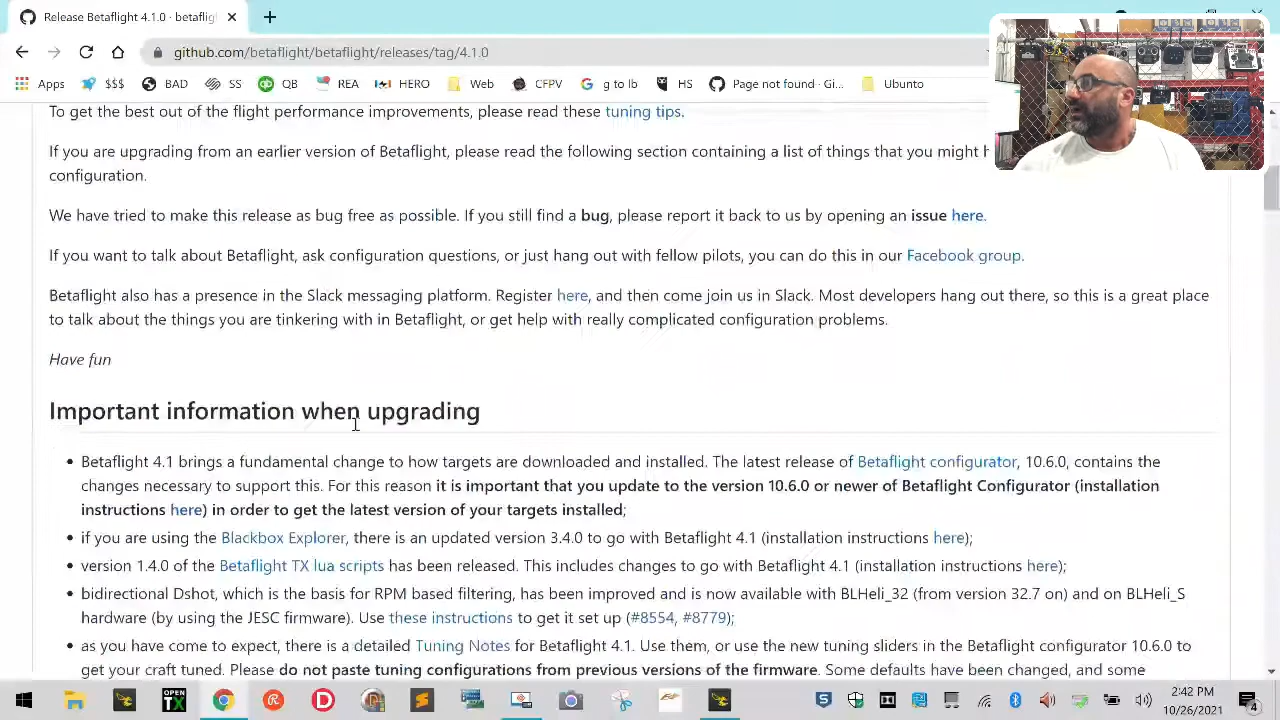 Release Betaflight 4.1.0 · betaflig
github.com/betaflight/betaflight/releases/tag/4.1.0
Apps $$$ BAD SS QB REA HERO Web CFPV g to H HS Page not found · Gi... Ubuntu
To get the best out of the flight performance improvements, please read these tuning tips.
If you are upgrading from an earlier version of Betaflight, please read the following section containing a list of things that you might h
configuration.
We have tried to make this release as bug free as possible. If you still find a bug, please report it back to us by opening an issue here.
If you want to talk about Betaflight, ask configuration questions, or just hang out with fellow pilots, you can do this in our Facebook group.
Betaflight also has a presence in the Slack messaging platform. Register here, and then come join us in Slack. Most developers hang out there, so this is a great place
to talk about the things you are tinkering with in Betaflight, or get help with really complicated configuration problems.
Have fun
Important information when upgrading
• Betaflight 4.1 brings a fundamental change to how targets are downloaded and installed. The latest release of Betaflight configurator, 10.6.0, contains the
changes necessary to support this. For this reason it is important that you update to the version 10.6.0 or newer of Betaflight Configurator (installation
instructions here) in order to get the latest version of your targets installed;
• if you are using the Blackbox Explorer, there is an updated version 3.4.0 to go with Betaflight 4.1 (installation instructions here);
• version 1.4.0 of the Betaflight TX lua scripts has been released. This includes changes to go with Betaflight 4.1 (installation instructions here);
• bidirectional Dshot, which is the basis for RPM based filtering, has been improved and is now available with BLHeli_32 (from version 32.7 on) and on BLHeli_S
hardware (by using the JESC firmware). Use these instructions to get it set up (#8554, #8779);
• as you have come to expect, there is a detailed Tuning Notes for Betaflight 4.1. Use them, or use the new tuning sliders in the Betaflight configurator 10.6.0 to
get your craft tuned. Please do not paste tuning configurations from previous versions of the firmware. Some defaults have been changed, and some
OPEN
TX
2:42 PM
10/26/2021
4